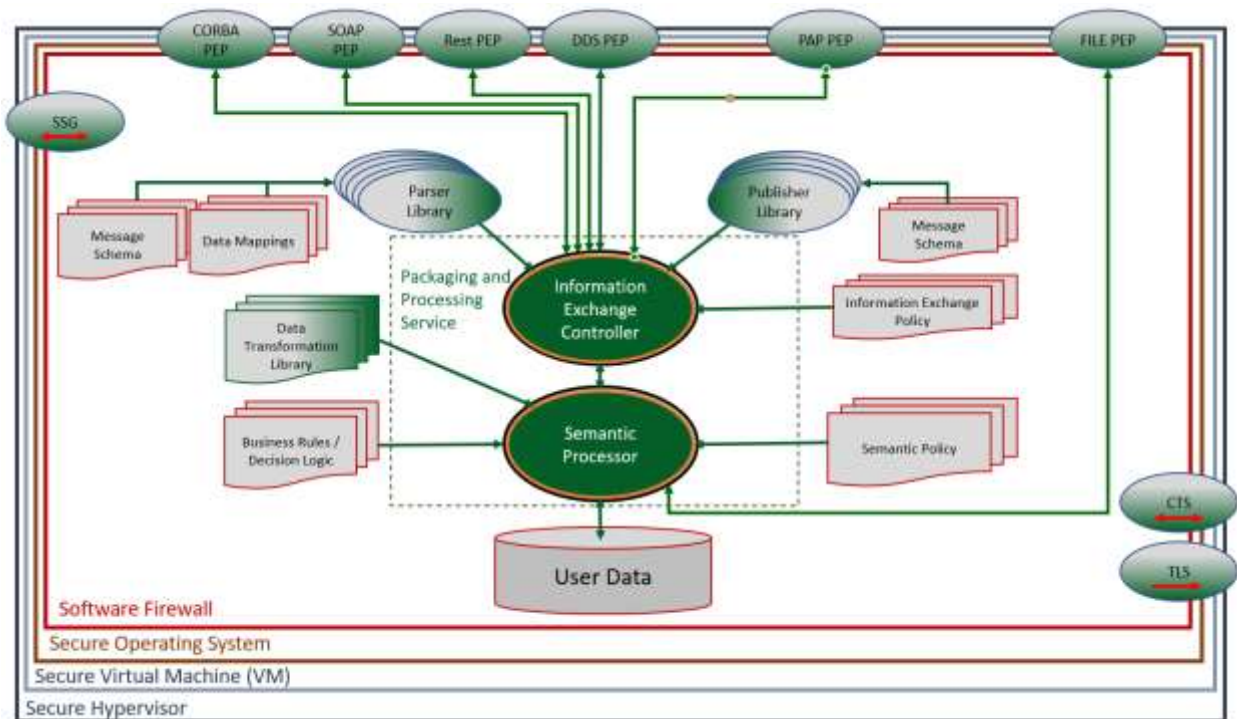 CORBA
PEP
SOAP
PEP
Rest PEP
DDS PEP
PAP PEP
FILE PEP
SSG
Parser
Library
Publisher
Library
Message
Schema
Data Mappings
Message
Schema
Packaging and
Processing
Service
Information
Exchange
Controller
Information Exchange
Policy
Data
Transformation
Library
Business Rules /
Decision Logic
Semantic
Processor
Semantic Policy
CTS
TLS
User Data
Software Firewall
Secure Operating System
Secure Virtual Machine (VM)
Secure Hypervisor